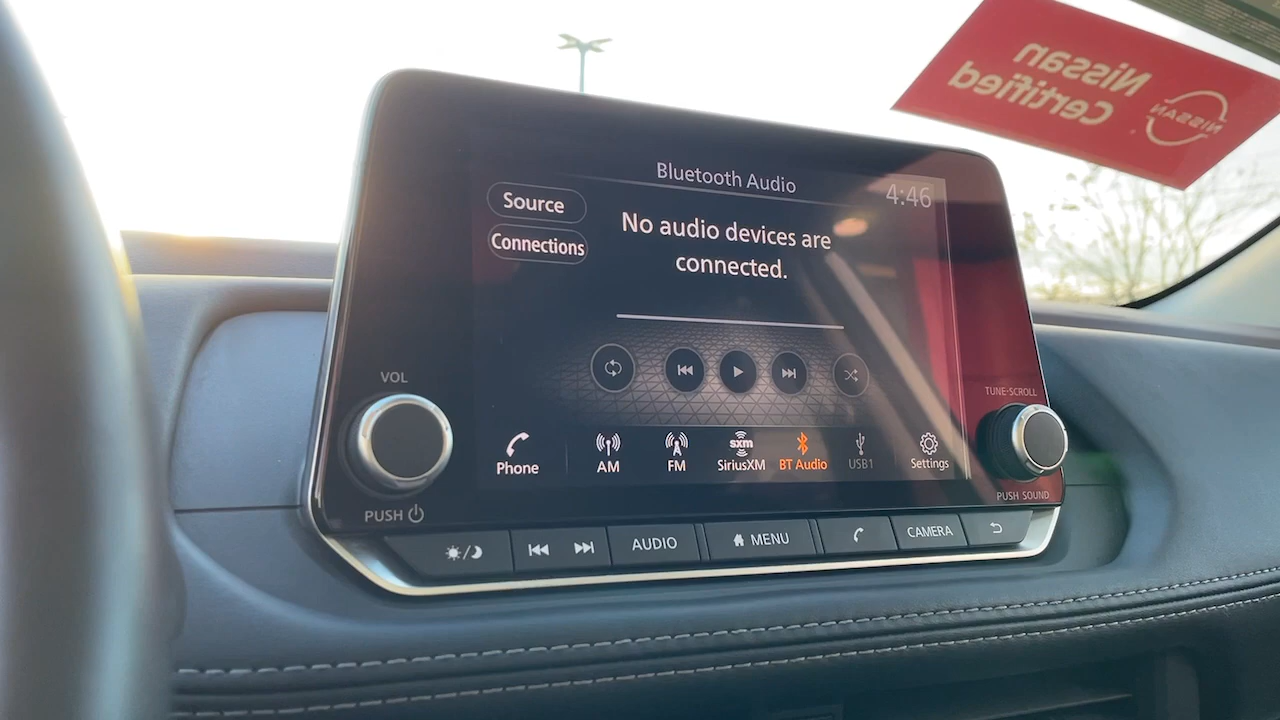 Nissan
Certified
NISSAN
Bluetooth Audio
4:46
Source
Connections
No audio devices are
connected.
VOL
TUNE·SCROLL
Phone
AM
FM
sxm
SiriusXM
BT Audio
USB1
Settings
PUSH
PUSH SOUND
AUDIO
MENU
CAMERA